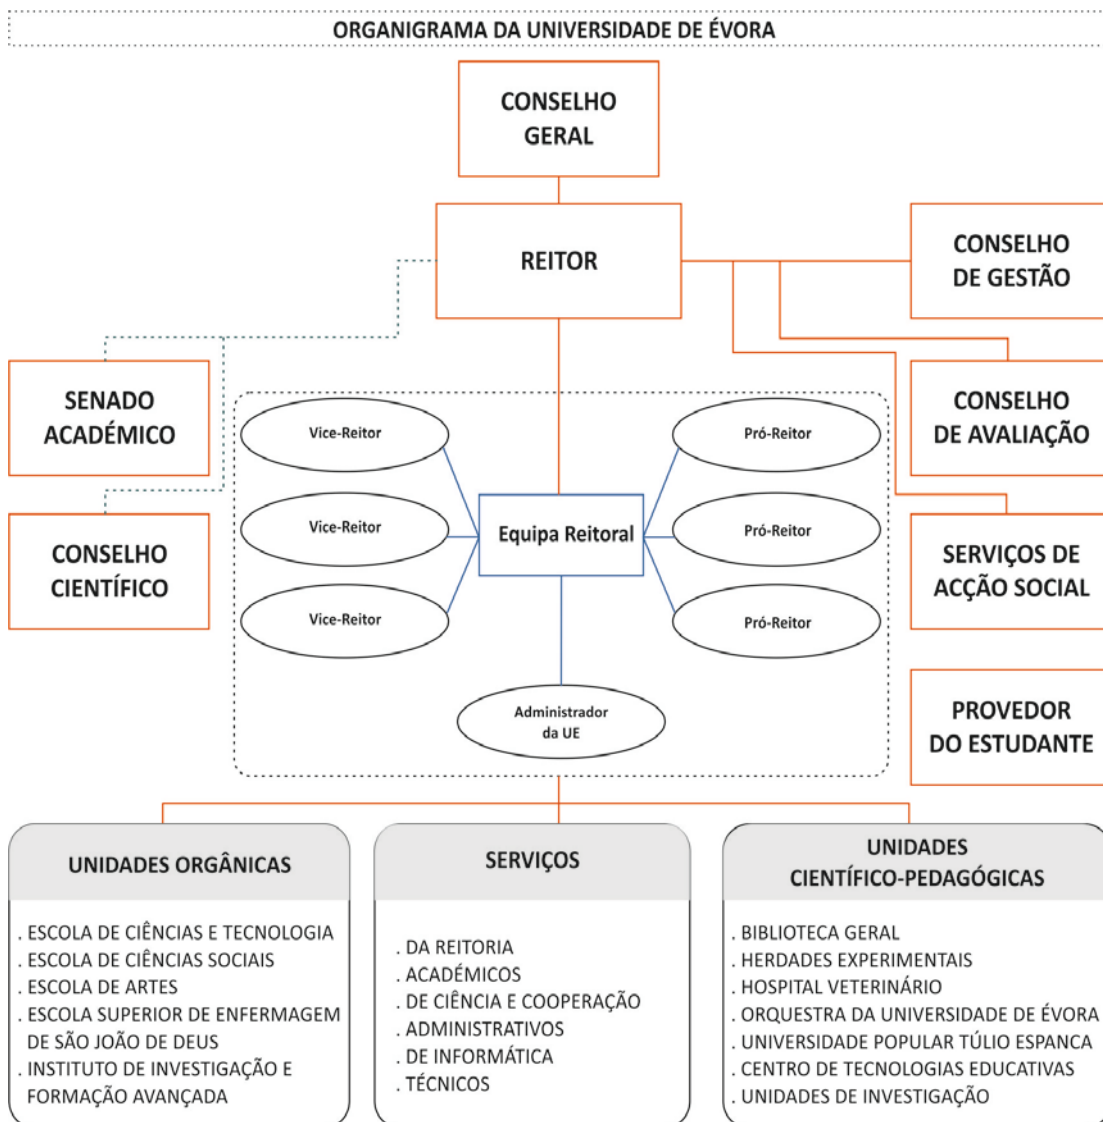 ORGANIGRAMA DA UNIVERSIDADE DE ÉVORA
CONSELHO
GERAL
REITOR
CONSELHO
DE GESTÃO
SENADO
ACADÉMICO
CONSELHO
DE AVALIAÇÃO
CONSELHO
CIENTÍFICO
Vice-Reitor
Vice-Reitor
Vice-Reitor
Equipa Reitoral
Pró-Reitor
Pró-Reitor
Pró-Reitor
Administrador
da UE
SERVIÇOS DE
ACÇÃO SOCIAL
PROVEDOR
DO ESTUDANTE
UNIDADES ORGÂNICAS
. ESCOLA DE CIÊNCIAS E TECNOLOGIA
. ESCOLA DE CIÊNCIAS SOCIAIS
. ESCOLA DE ARTES
. ESCOLA SUPERIOR DE ENFERMAGEM
DE SÃO JOÃO DE DEUS
. INSTITUTO DE INVESTIGAÇÃO E
FORMAÇÃO AVANÇADA
SERVIÇOS
. DA REITORIA
. ACADÉMICOS
. DE CIÊNCIA E COOPERAÇÃO
. ADMINISTRATIVOS
. DE INFORMÁTICA
. TÉCNICOS
UNIDADES
CIENTÍFICO-PEDAGÓGICAS
. BIBLIOTECA GERAL
. HERDADES EXPERIMENTAIS
. HOSPITAL VETERINÁRIO
. ORQUESTRA DA UNIVERSIDADE DE ÉVORA
. UNIVERSIDADE POPULAR TÚLIO ESPANCA
. CENTRO DE TECNOLOGIAS EDUCATIVAS
. UNIDADES DE INVESTIGAÇÃO